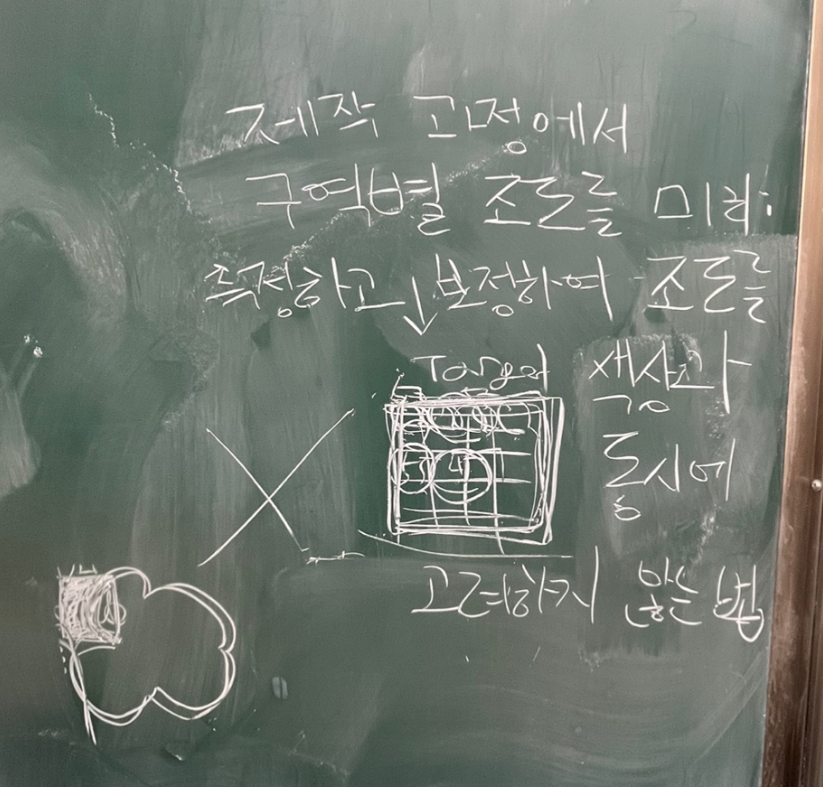 제작 과정에서
구역별 조도를 미리
측정하고 보정하여 조도를
Target
색상과
동시에
고려하지 않는 법